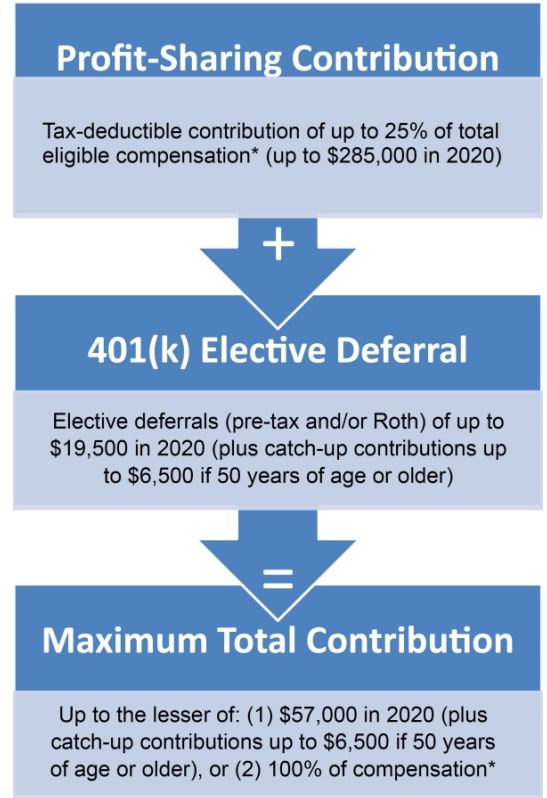 Profit-Sharing Contribution
Tax-deductible contribution of up to 25% of total
eligible compensation* (up to $285,000 in 2020)
+
401(k) Elective Deferral
Elective deferrals (pre-tax and/or Roth) of up to
$19,500 in 2020 (plus catch-up contributions up
to $6,500 if 50 years of age or older)
=
Maximum Total Contribution
Up to the lesser of: (1) $57,000 in 2020 (plus
catch-up contributions up to $6,500 if 50 years
of age or older), or (2) 100% of compensation*